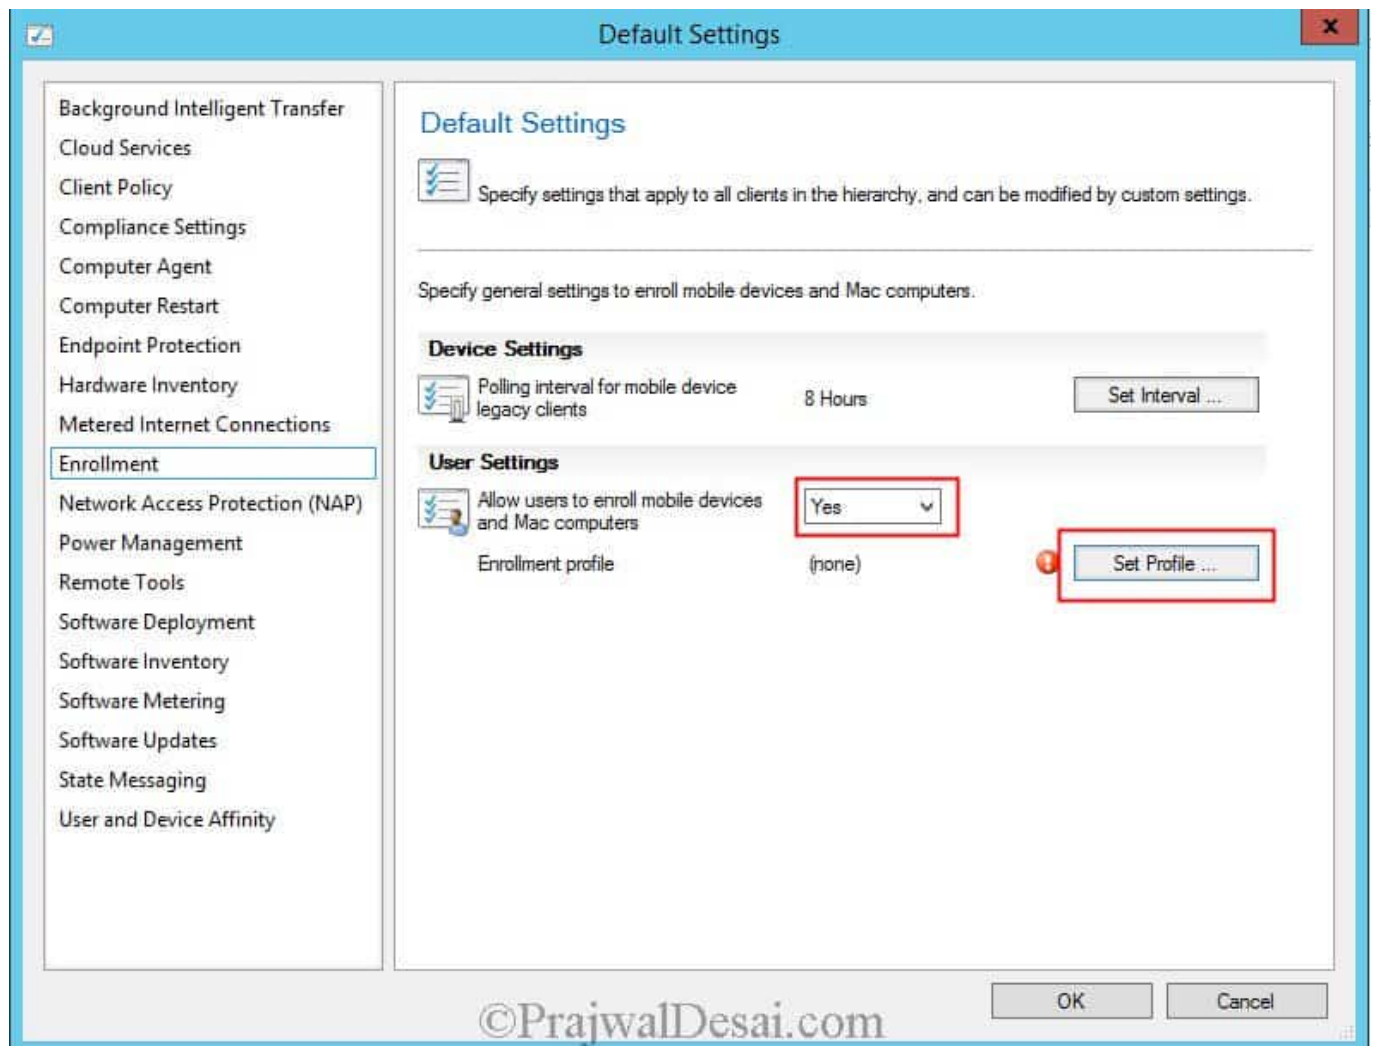 Default Settings
x
Background Intelligent Transfer
Cloud Services
Client Policy
Compliance Settings
Computer Agent
Computer Restart
Endpoint Protection
Hardware Inventory
Metered Internet Connections
Enrollment
Network Access Protection (NAP)
Power Management
Remote Tools
Software Deployment
Software Inventory
Software Metering
Software Updates
State Messaging
User and Device Affinity
Default Settings
Specify settings that apply to all clients in the hierarchy, and can be modified by custom settings.
Specify general settings to enroll mobile devices and Mac computers.
Device Settings
Polling interval for mobile device
legacy clients
8 Hours
Set Interval ...
User Settings
Allow users to enroll mobile devices
and Mac computers
Yes
Enrollment profile
(none)
Set Profile ...
OK
Cancel
©PrajwalDesai.com